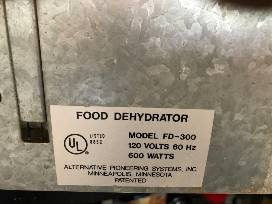 FOOD DEHYDRATOR
UL LISTED MODEL FD-300
120 VOLTS 60 Hz
600 WATTS
ALTERNATIVE PIONEERING SYSTEMS, INC.
MINNEAPOLIS, MINNESOTA
PATENTED